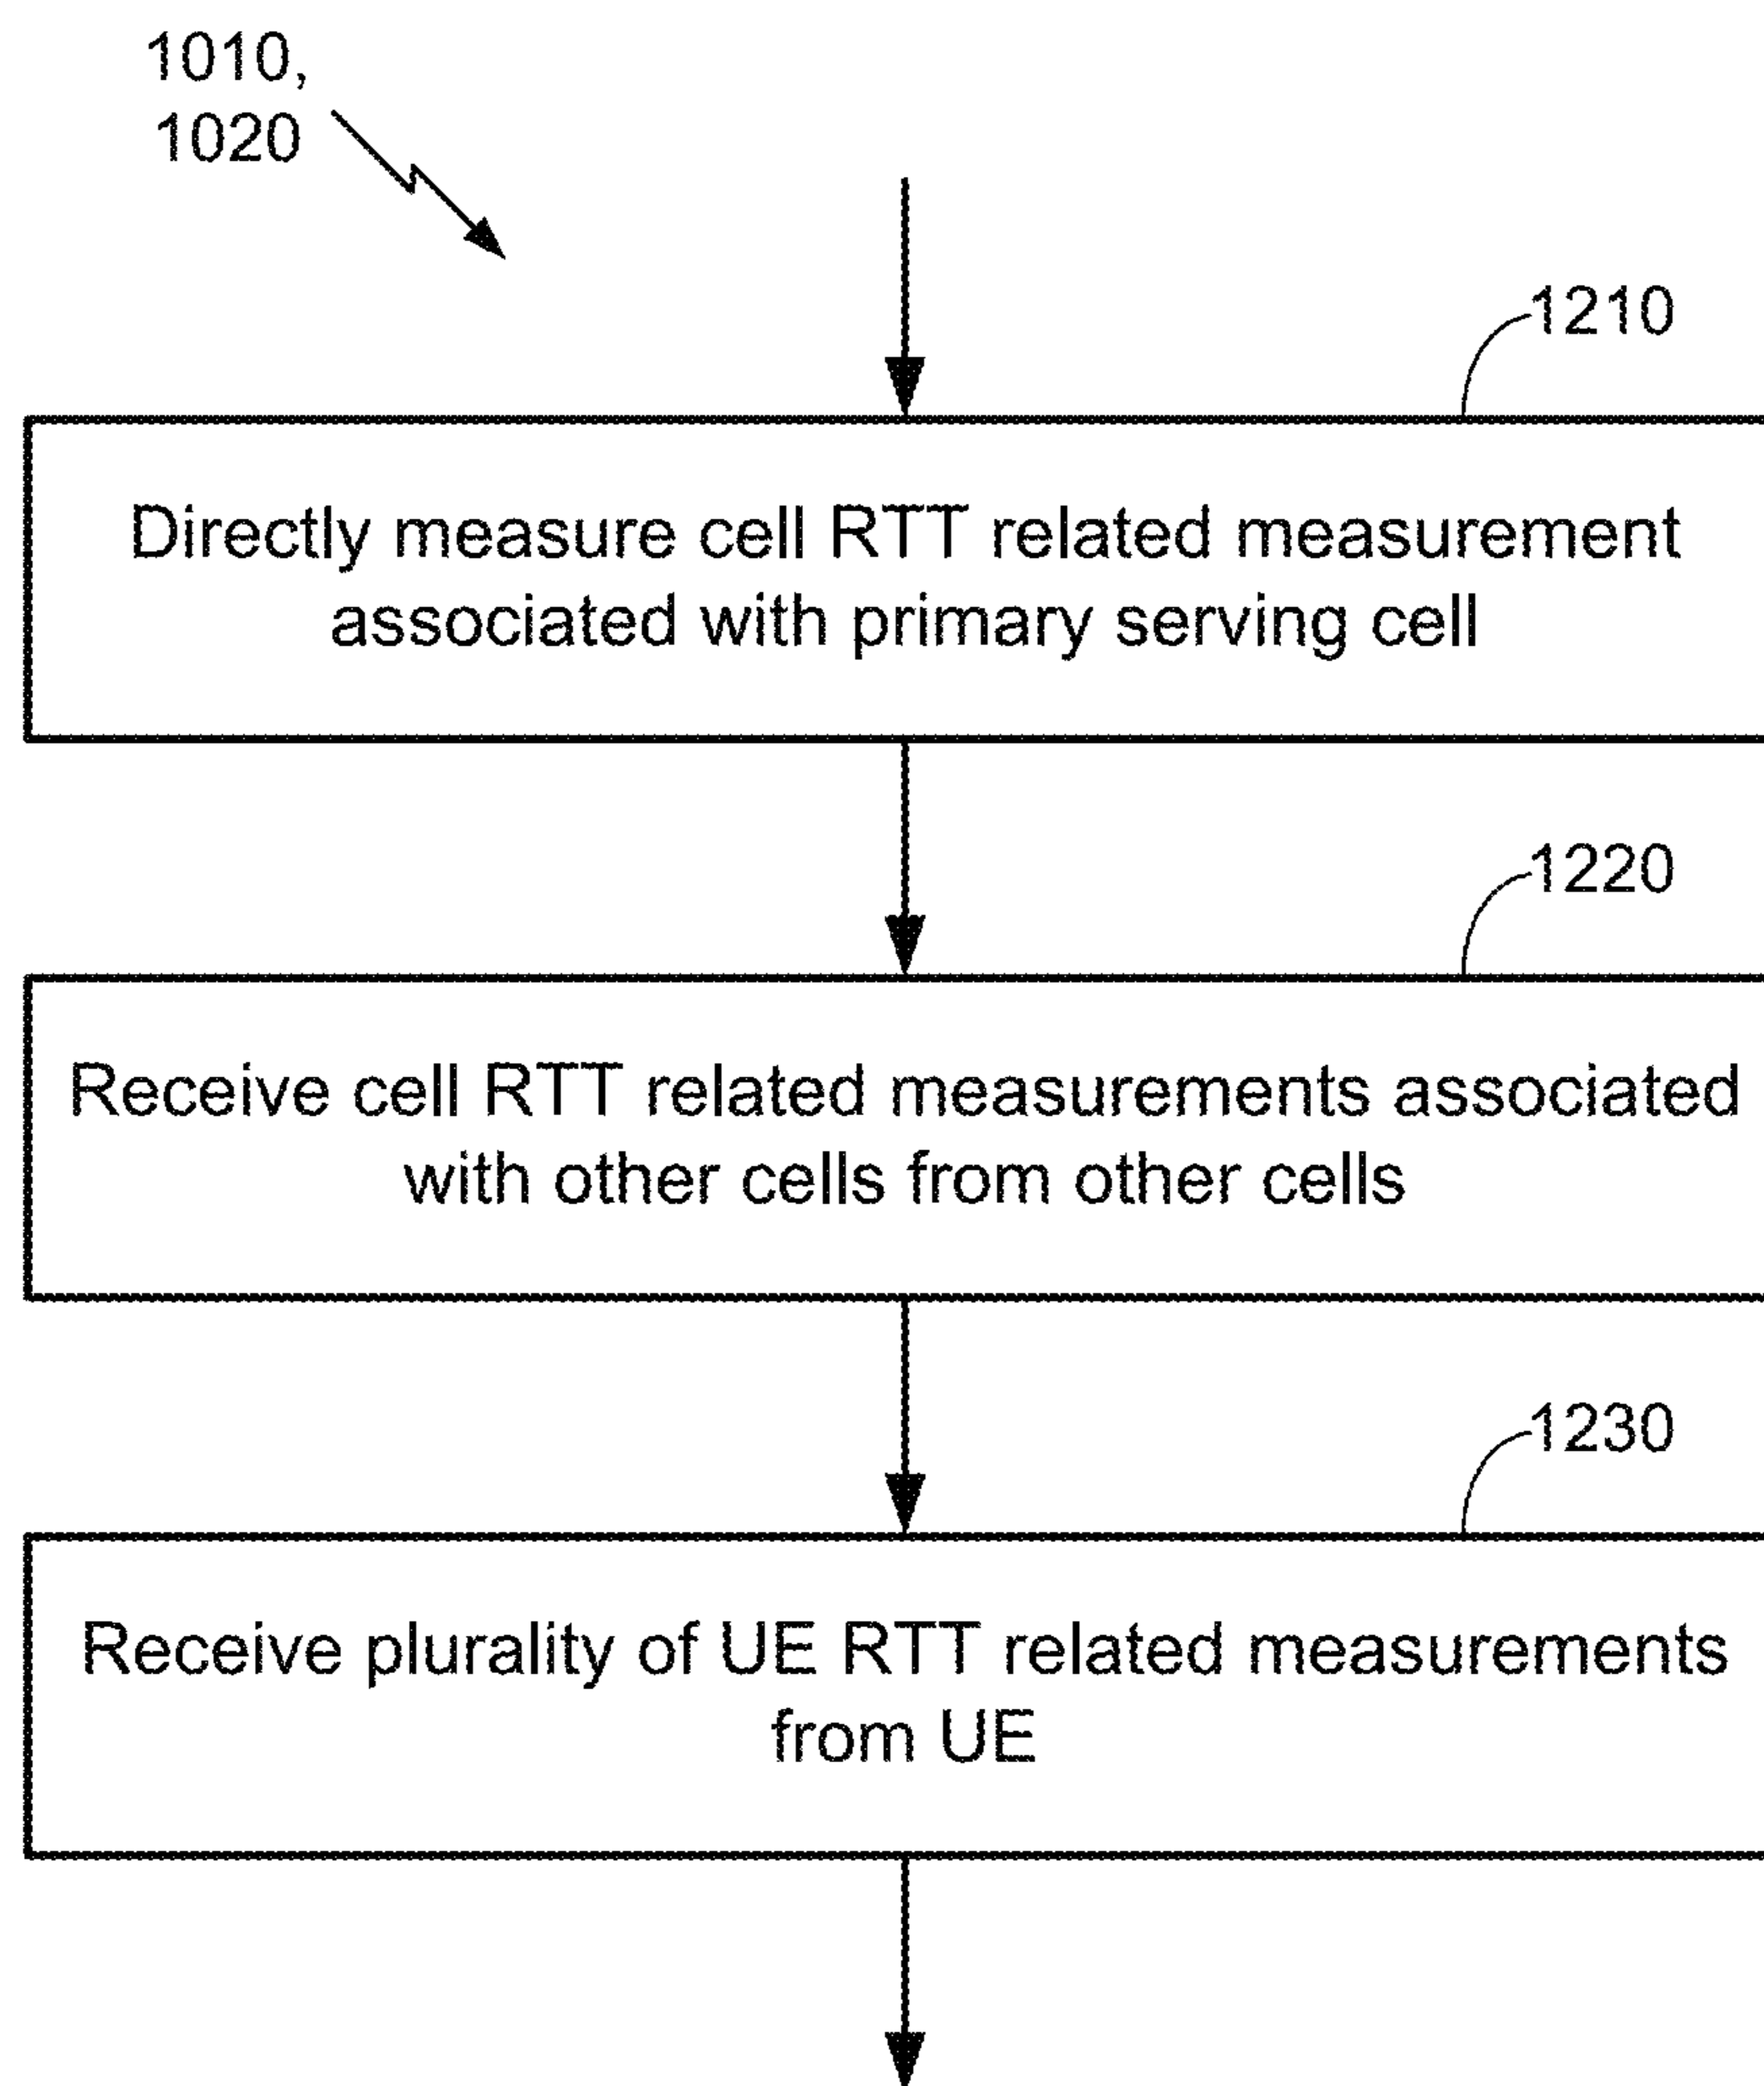 1010,
1020
1210
Directly measure cell RTT related measurement
associated with primary serving cell
1220
Receive cell RTT related measurements associated
with other cells from other cells
1230
Receive plurality of UE RTT related measurements
from UE